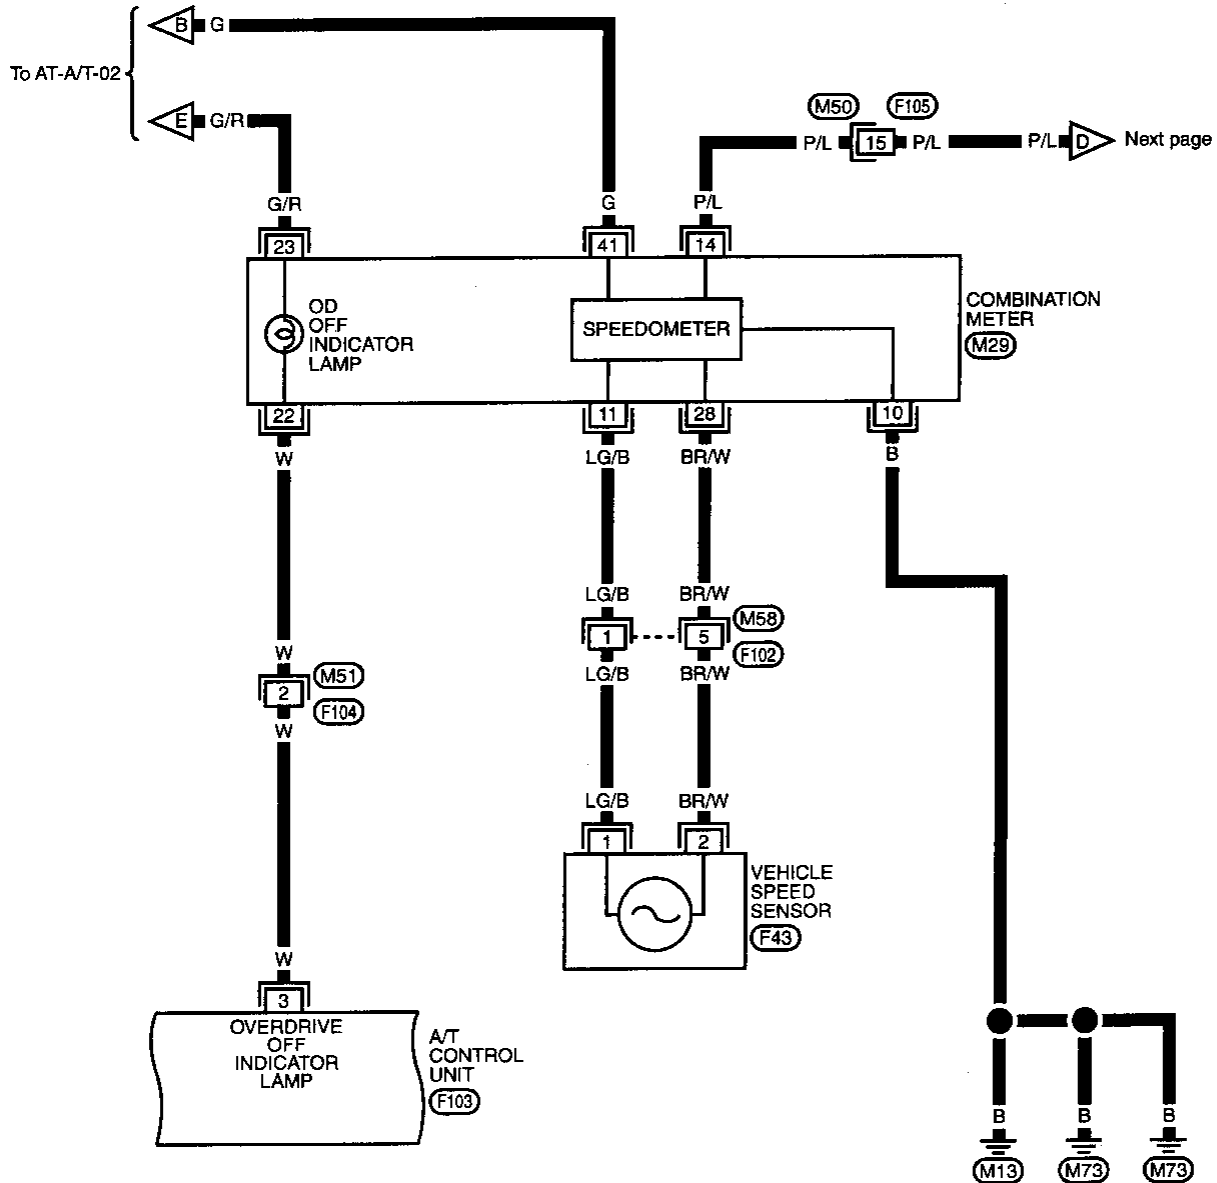 B G
To AT-A/T-02
E G/R
M50 F105
P/L 15 P/L P/L D Next page
G/R G P/L
23 41 14
OD
OFF
INDICATOR
LAMP
SPEEDOMETER
COMBINATION
METER
M29
22 11 28 10
W LG/B BR/W B
LG/B BR/W
1 5
M58
F102
LG/B BR/W
W
2
M51
F104
W
LG/B BR/W
1 2
VEHICLE
SPEED
SENSOR
F43
W
3
OVERDRIVE
OFF
INDICATOR
LAMP
A/T
CONTROL
UNIT
F103
B B B
M13 M73 M73